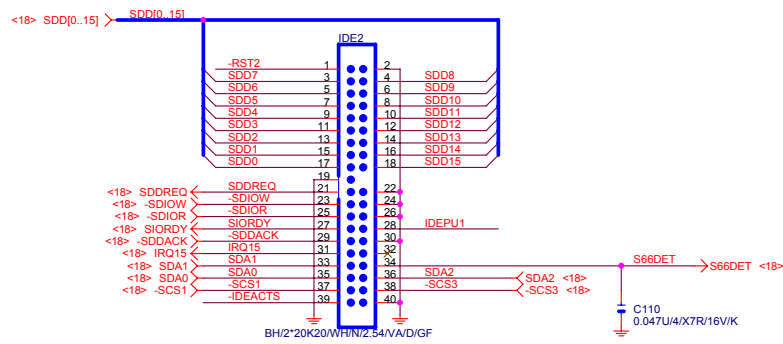 <18> SDD[0..15] SDD[0..15]
IDE2
-RST2 1 2
SDD7 3 4 SDD8
SDD6 5 6 SDD9
SDD5 7 8 SDD10
SDD4 9 10 SDD11
SDD3 11 12 SDD12
SDD2 13 14 SDD13
SDD1 15 16 SDD14
SDD0 17 18 SDD15
19
<18> SDDREQ SDDREQ 21 22
<18> -SDIOW -SDIOW 23 24
<18> -SDIOR -SDIOR 25 26
<18> SIORDY SIORDY 27 28 IDEPU1
<18> -SDDACK -SDDACK 29 30
<18> IRQ15 IRQ15 31 32
<18> SDA1 SDA1 33 34 S66DET S66DET <18>
<18> SDA0 SDA0 35 36 SDA2 SDA2 <18>
<18> -SCS1 -SCS1 37 38 -SCS3 -SCS3 <18>
-IDEACTS 39 40
C110
0.047U/4/X7R/16V/K
BH/2*20K20/WH/N/2.54/VA/D/GF